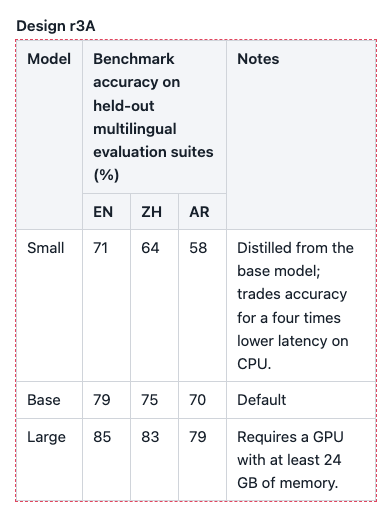 Design r3A
Model
Benchmark
accuracy on
held-out
multilingual
evaluation suites
(%)
Notes
EN ZH AR
Small 71 64 58 Distilled from the
base model;
trades accuracy
for a four times
lower latency on
CPU.
Base 79 75 70 Default
Large 85 83 79 Requires a GPU
with at least 24
GB of memory.